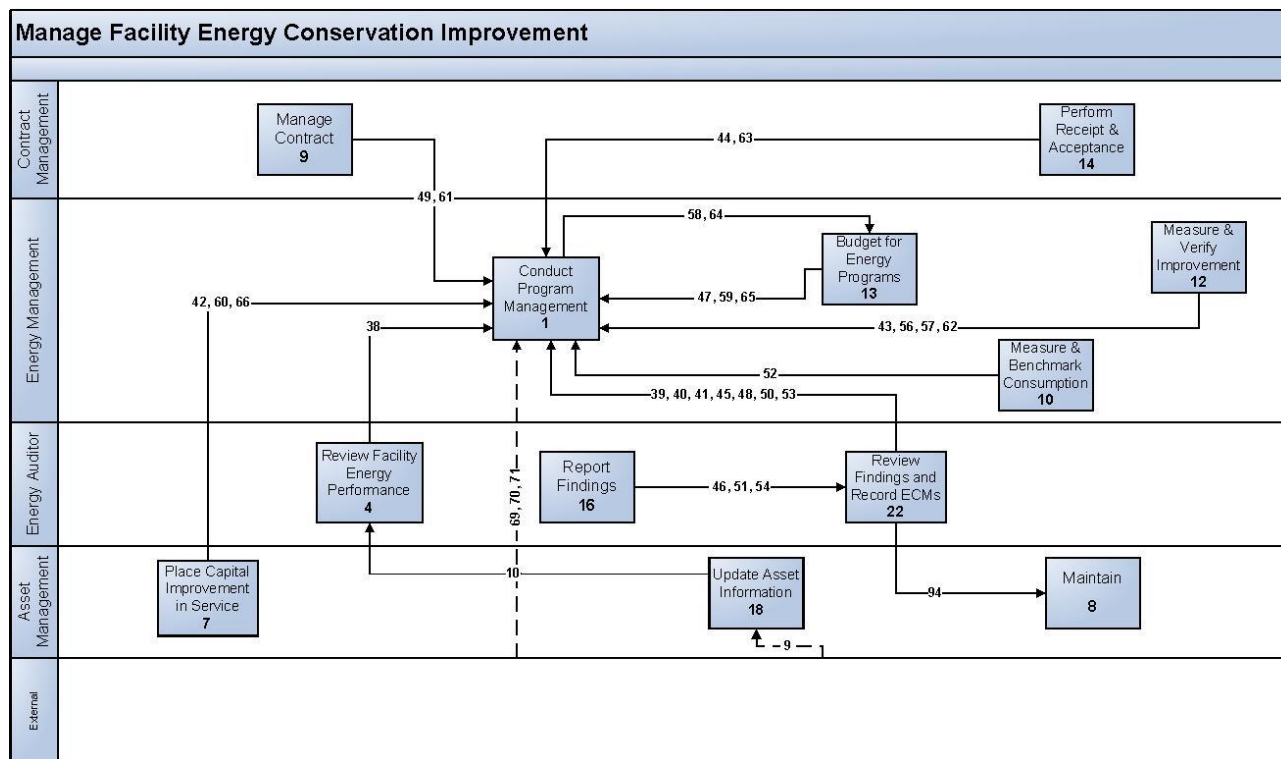 Manage Facility Energy Conservation Improvement
Contract
Management
Manage
Contract
9
Perform
Receipt &
Acceptance
14
44, 63
49, 61
Energy Management
58, 64
Conduct
Program
Management
1
Budget for
Energy
Programs
13
Measure &
Verify
Improvement
12
47, 59, 65
42, 60, 66
38
43, 56, 57, 62
Measure &
Benchmark
Consumption
10
52
39, 40, 41, 45, 48, 50, 53
Energy Auditor
Review Facility
Energy
Performance
4
69, 70, 71
Report
Findings
16
46, 51, 54
Review
Findings and
Record ECMs
22
Asset
Management
Place Capital
Improvement
in Service
7
10
Update Asset
Information
18
94
Maintain
8
9
External